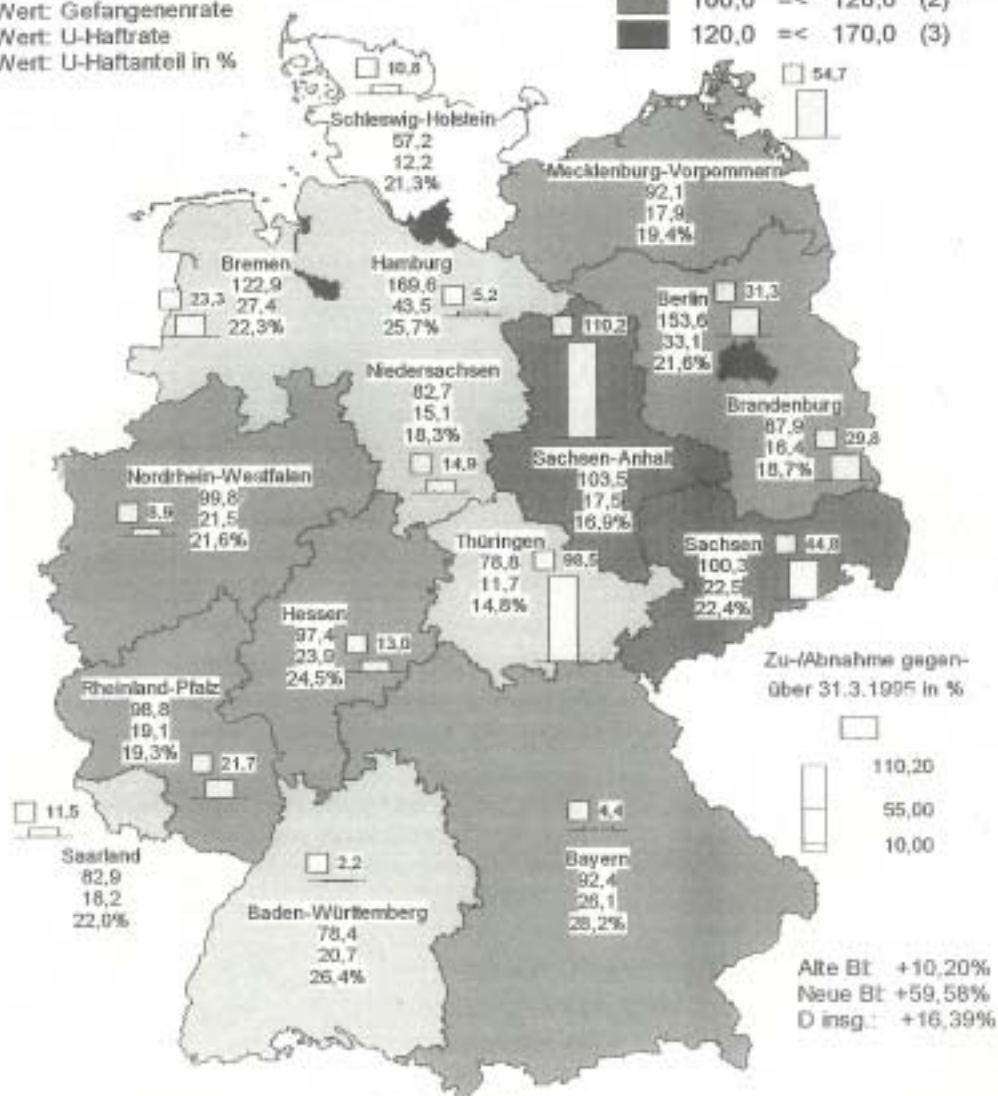 Wert: Gefangenenrate
Wert: U-Haftrate
Wert: U-Haftanteil in %
120,0 =< 170,0 (3)
10,8
Schleswig-Holstein
57,2
12,2
21,3%
54,7
Mecklenburg-Vorpommern
92,1
17,9
19,4%
Bremen
122,9
27,4
22,3%
23,3
Hamburg
169,6
43,5
25,7%
5,2
Berlin
153,6
33,1
21,6%
31,3
110,2
Niedersachsen
82,7
15,1
18,3%
14,9
Brandenburg
87,9
16,4
18,7%
29,8
Sachsen-Anhalt
103,5
17,5
16,9%
Nordrhein-Westfalen
99,8
21,5
21,6%
8,9
Thüringen
78,8
11,7
14,8%
98,5
Sachsen
100,3
22,5
22,4%
44,8
Hessen
97,4
23,9
24,5%
13,0
Rheinland-Pfalz
98,8
19,1
19,3%
21,7
Zu-/Abnahme gegen-
über 31.3.1995 in %
110,20
55,00
10,00
11,5
Saarland
82,9
18,2
22,0%
2,2
Baden-Württemberg
78,4
20,7
26,4%
4,4
Bayern
92,4
26,1
28,2%
Alte Bl: +10,20%
Neue Bl: +59,58%
D insg.: +16,39%